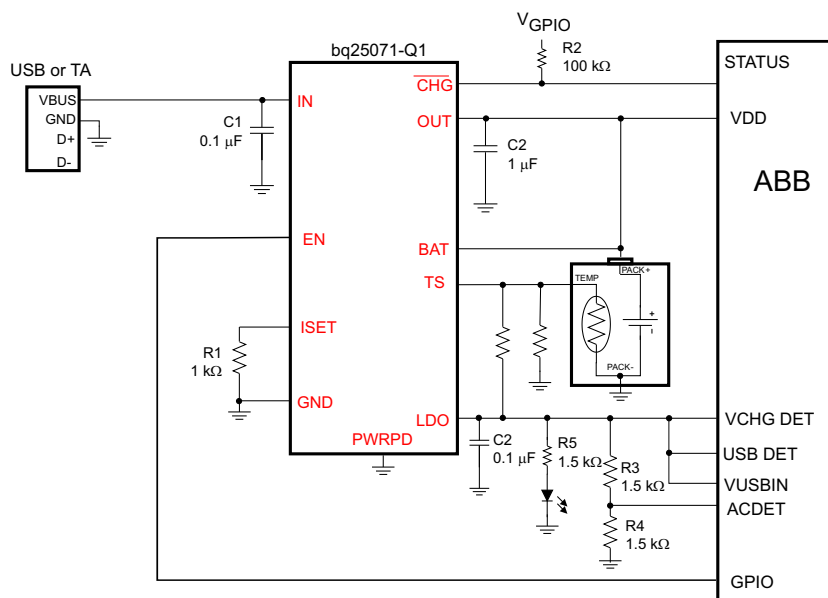 V GPIO
bq25071-Q1
R2
100 kΩ
USB or TA
STATUS
VBUS
GND
D+
D-
C1
0.1 μF
IN
CHG
OUT
VDD
C2
1 μF
ABB
EN
BAT
TS
TEMP
PACK+
+
-
PACK-
ISET
R1
1 kΩ
GND
LDO
PWRPD
C2
0.1 μF
R5
1.5 kΩ
R3
1.5 kΩ
R4
1.5 kΩ
VCHG DET
USB DET
VUSBIN
ACDET
GPIO